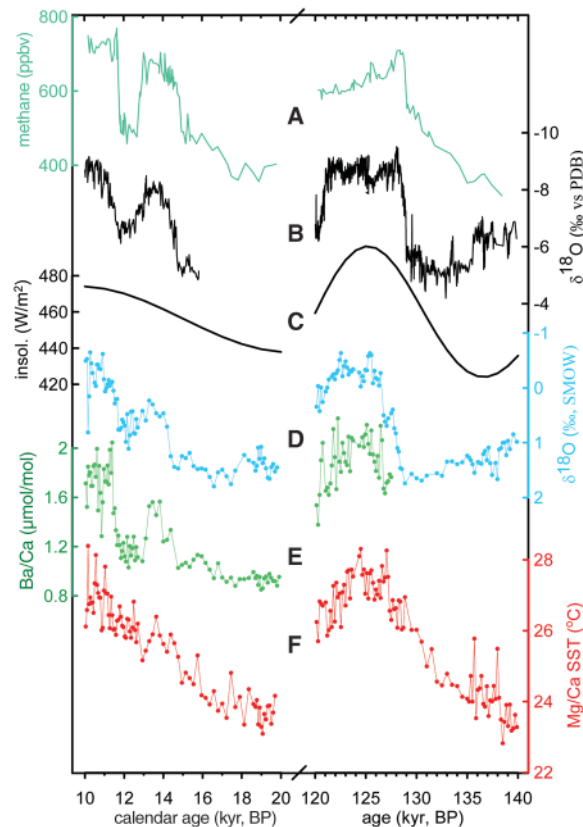 800
600
400
methane (ppbv)
A
-10
-8
-6
-4
δ18O (‰ vs PDB)
B
480
460
440
420
insol. (W/m²)
C
-1
0
1
2
δ18O (‰, SMOW)
D
2
1.6
1.2
0.8
Ba/Ca (μmol/mol)
E
28
26
24
22
Mg/Ca SST (°C)
F
10 12 14 16 18 20
120 125 130 135 140
calendar age (kyr, BP)
age (kyr, BP)